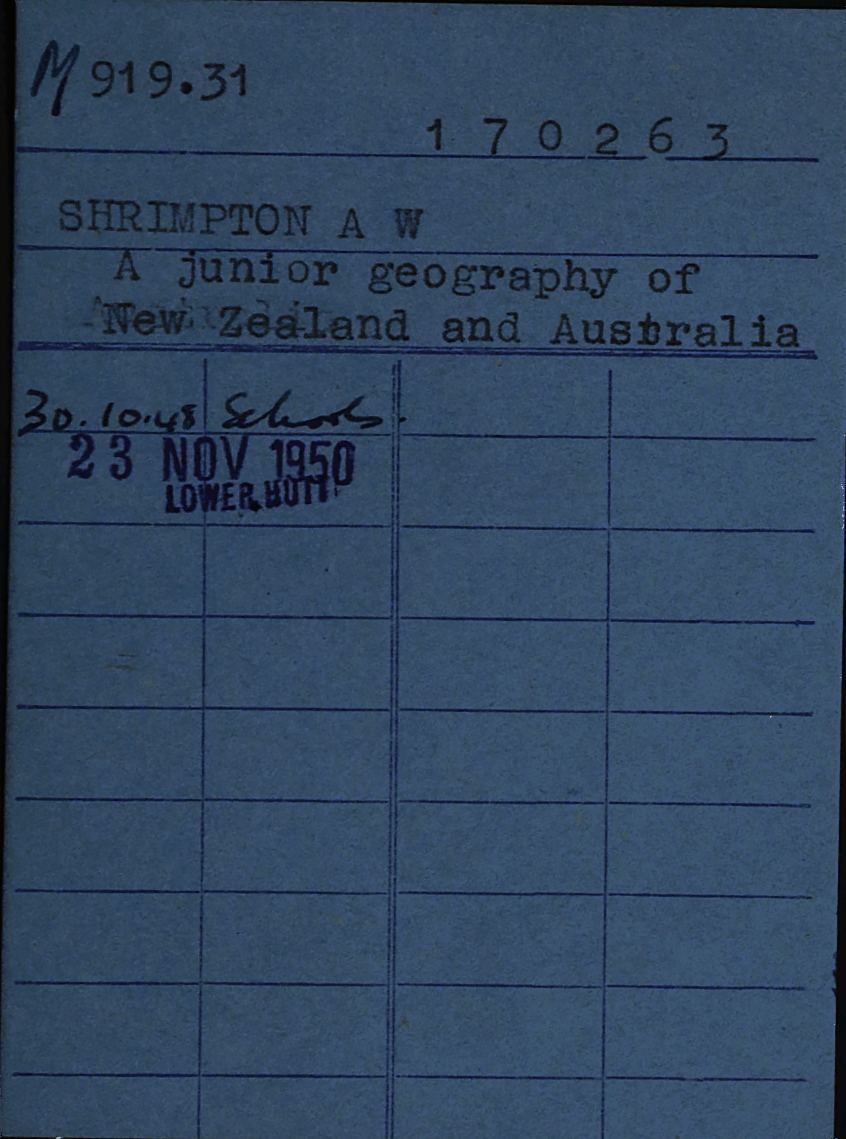 M 919.31
170263
SHRIMPTON A W
A junior geography of
New Zealand and Australia
30.10.48 Schools.
23 NOV 1950
LOWER HUTT